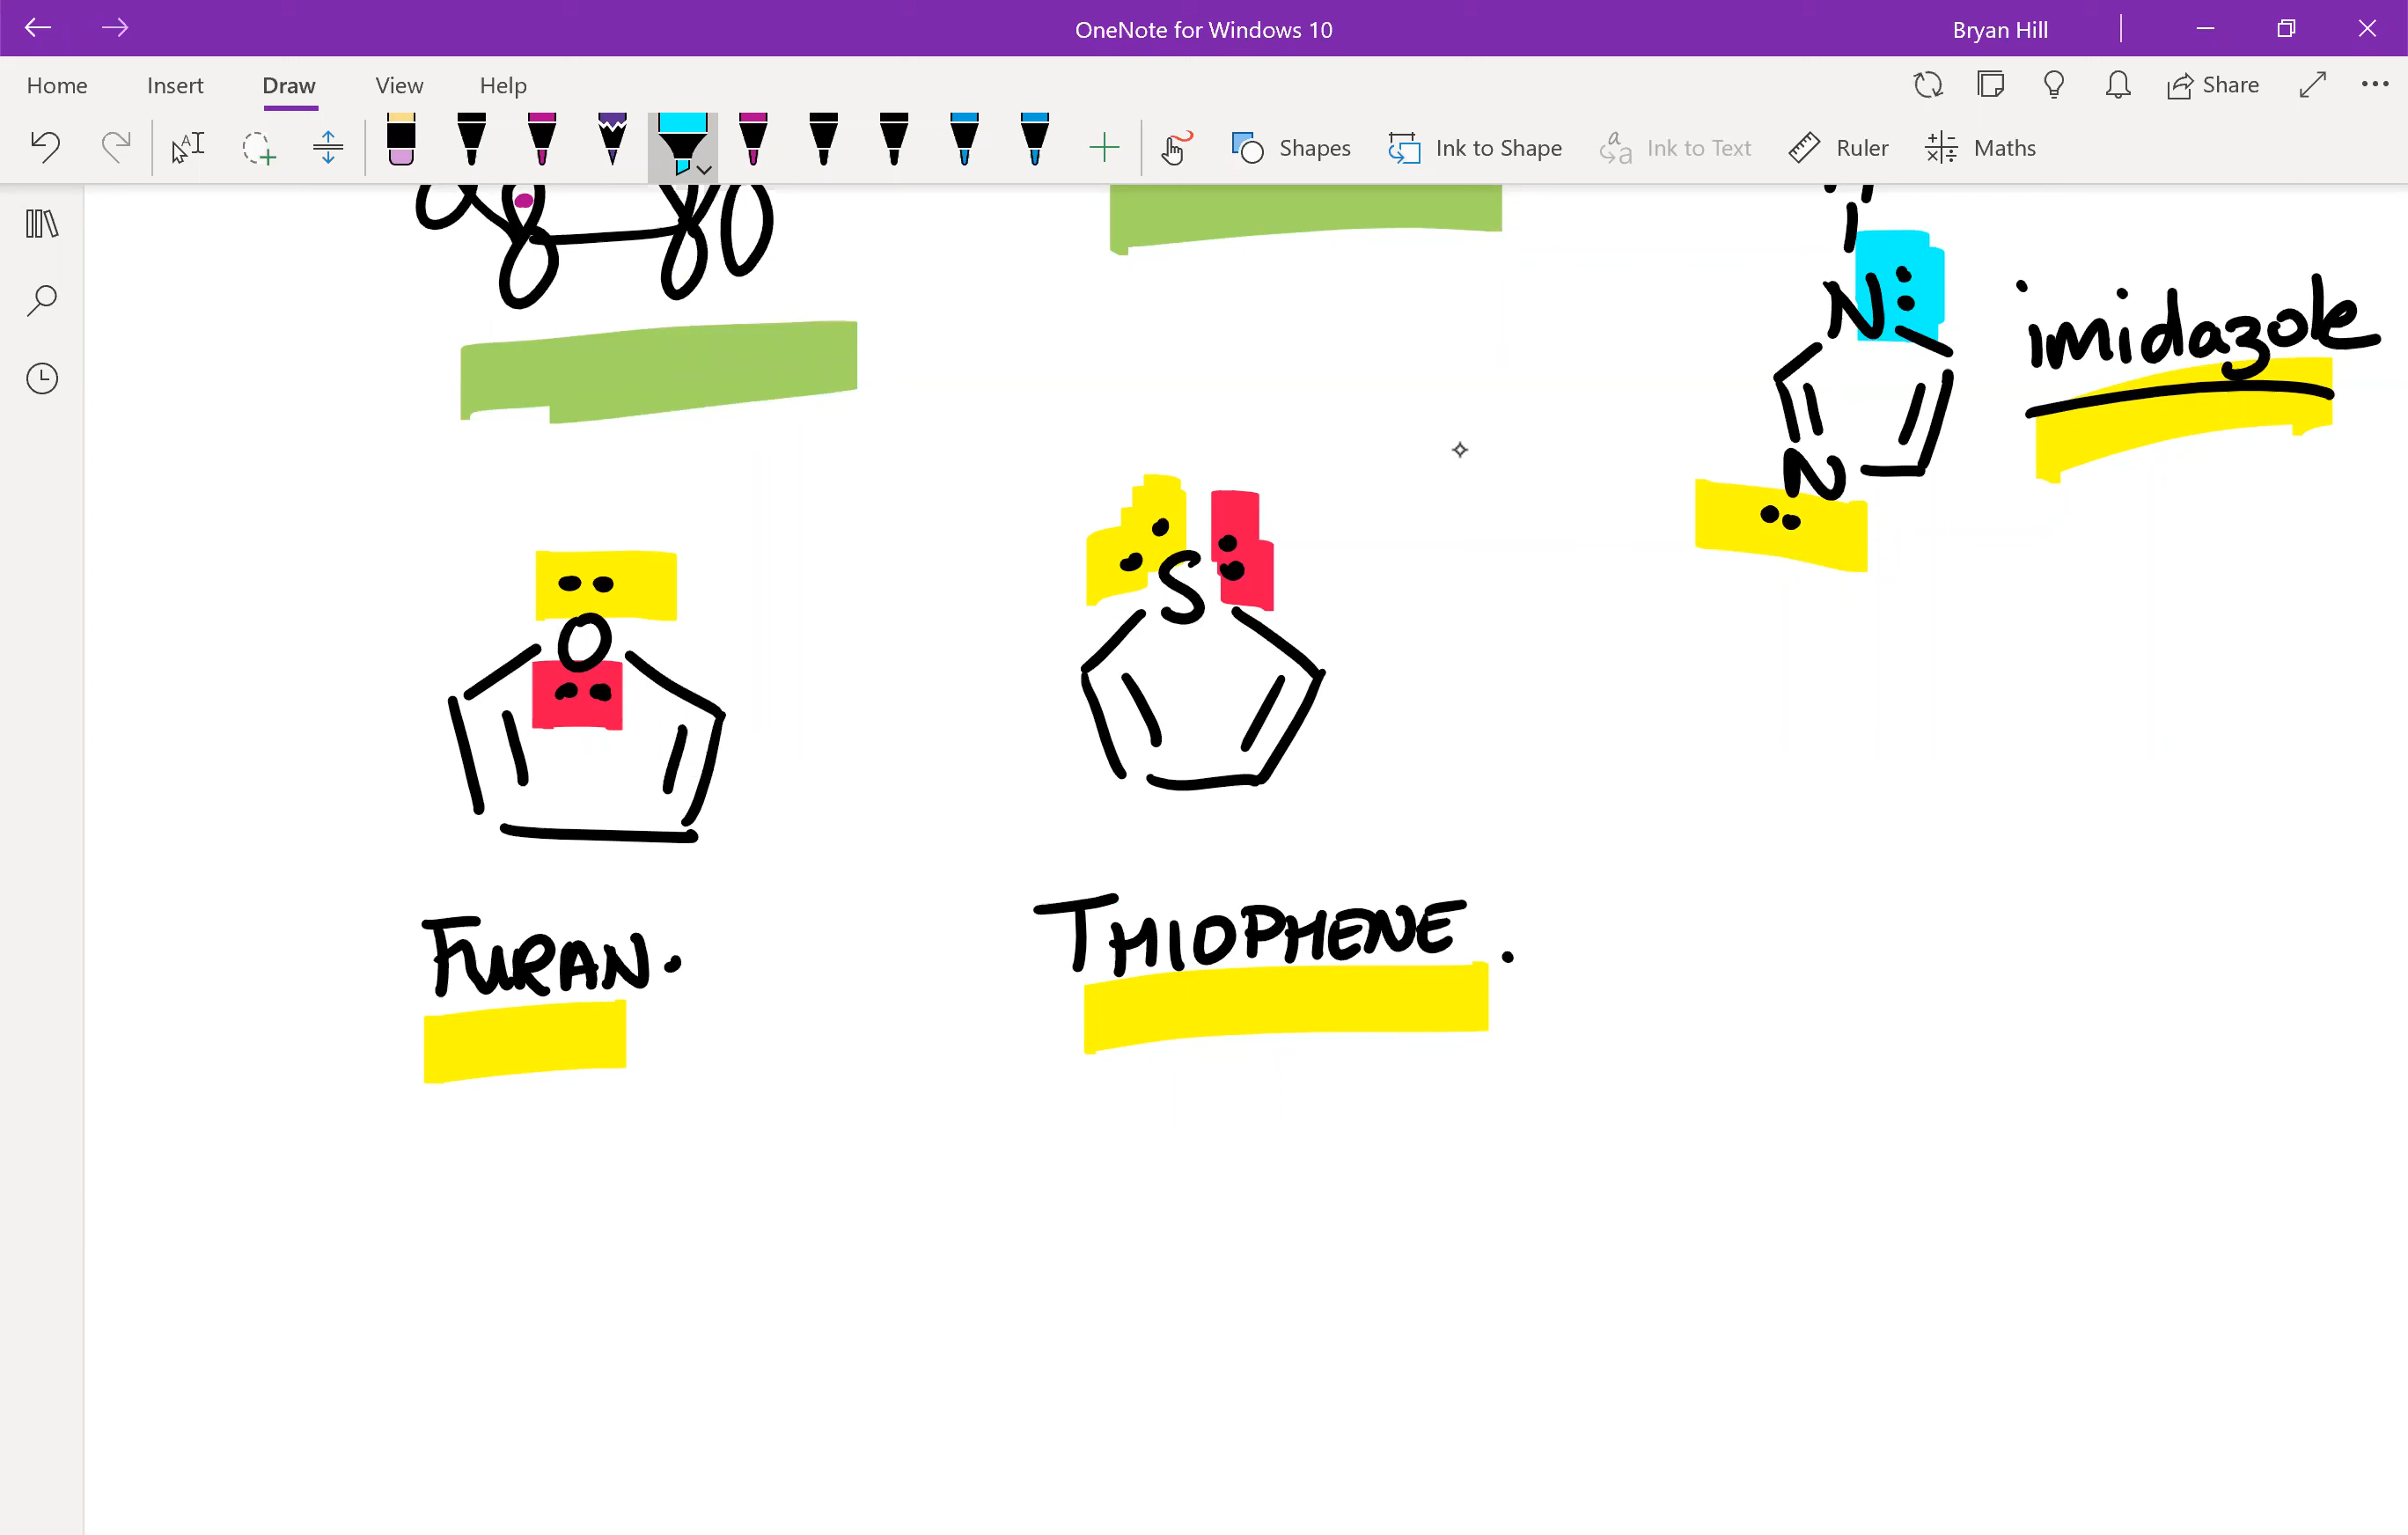 OneNote for Windows 10
Bryan Hill
Home Insert Draw View Help
Share
Shapes
Ink to Shape
Ink to Text
Ruler
Maths
N:
imidazole
N
S
O
FURAN.
THIOPHENE.